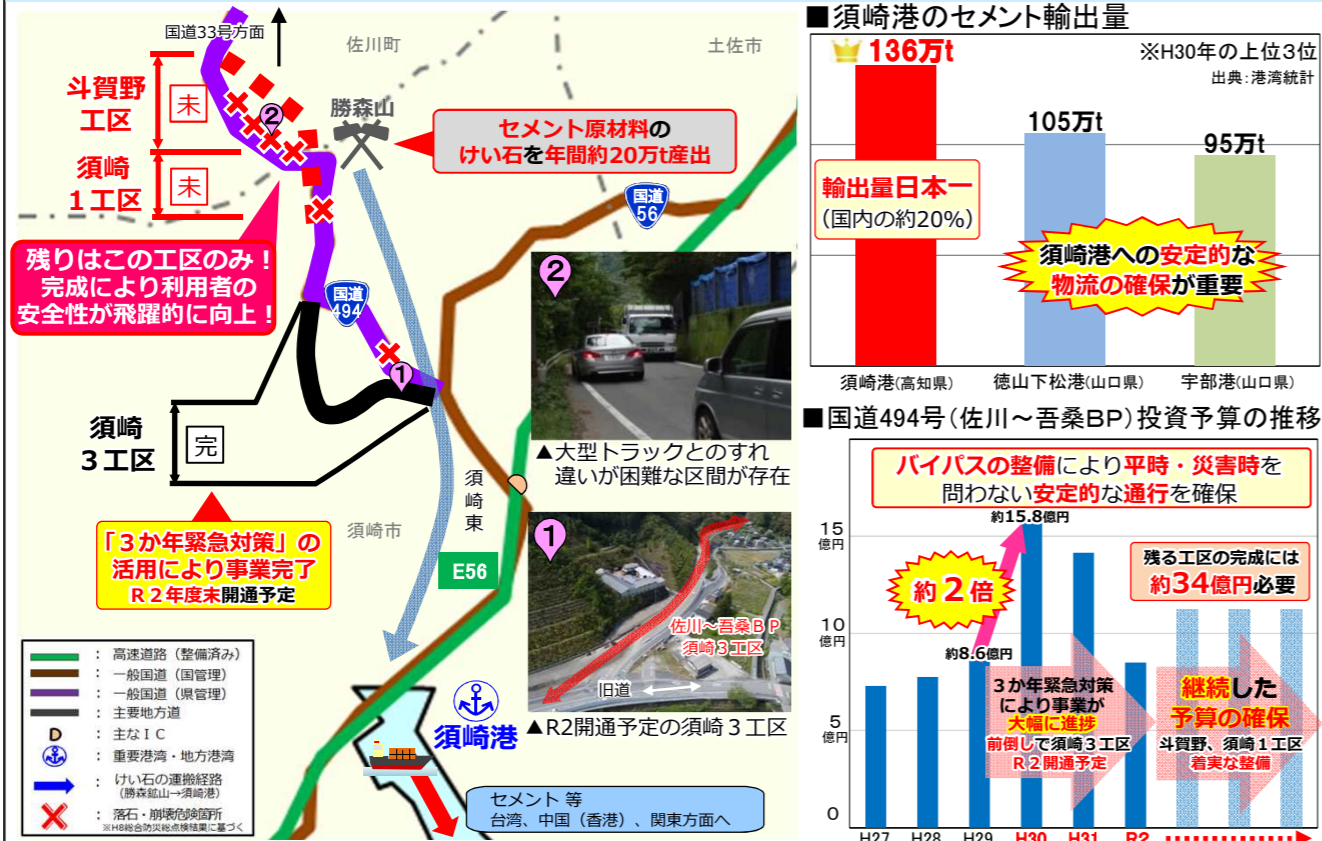 国道33号方面
佐川町
土佐市
斗賀野
工区
未
須崎
1工区
未
2
勝森山
セメント原材料の
けい石を年間約20万t産出
国道
56
残りはこの工区のみ！
完成により利用者の
安全性が飛躍的に向上！
国道
494
1
須崎
3工区
完
「３か年緊急対策」の
活用により事業完了
Ｒ２年度末開通予定
須崎市
須崎東
E56
2
▲大型トラックとのすれ
違いが困難な区間が存在
1
佐川～吾桑ＢＰ
須崎３工区
旧道
▲R2開通予定の須崎３工区
須崎港
セメント 等
台湾、中国（香港）、関東方面へ
： 高速道路（整備済み）
： 一般国道（国管理）
： 一般国道（県管理）
： 主要地方道
D ： 主なＩＣ
： 重要港湾・地方港湾
： けい石の運搬経路
（勝森鉱山→須崎港）
： 落石・崩壊危険箇所
※H8総合防災総点検結果に基づく
■須崎港のセメント輸出量
136万t
※H30年の上位3位
出典：港湾統計
105万t
95万t
輸出量日本一
（国内の約20%）
須崎港への安定的な
物流の確保が重要
須崎港(高知県)
徳山下松港(山口県)
宇部港(山口県)
■国道494号(佐川～吾桑BP)投資予算の推移
バイパスの整備により平時・災害時を
問わない安定的な通行を確保
約15.8億円
15
億円
約２倍
残る工区の完成には
約34億円必要
10
億円
約8.6億円
３か年緊急対策
により事業が
大幅に進捗
前倒しで須崎３工区
Ｒ２開通予定
継続した
予算の確保
斗賀野、須崎１工区
着実な整備
5
億円
0
H27 H28 H29 H30 H31 R2